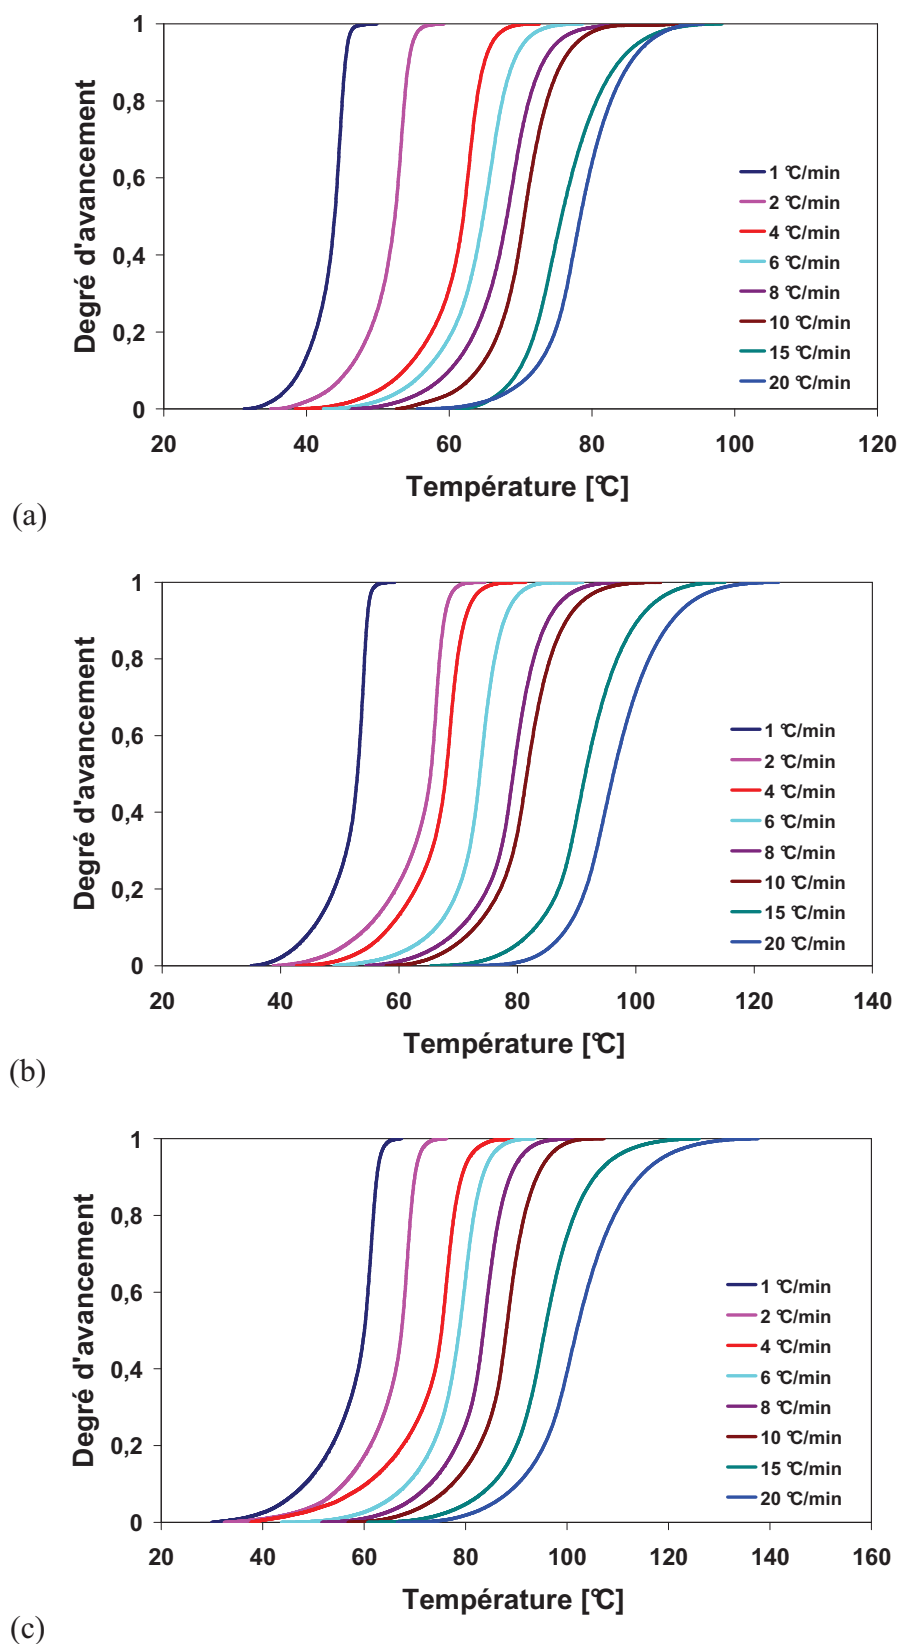 1
0,8
0,6
0,4
0,2
0
Degré d'avancement
1 °C/min
2 °C/min
4 °C/min
6 °C/min
8 °C/min
10 °C/min
15 °C/min
20 °C/min
20 40 60 80 100 120
Température [°C]
(a)
1
0,8
0,6
0,4
0,2
0
Degré d'avancement
1 °C/min
2 °C/min
4 °C/min
6 °C/min
8 °C/min
10 °C/min
15 °C/min
20 °C/min
20 40 60 80 100 120 140
Température [°C]
(b)
1
0,8
0,6
0,4
0,2
0
Degré d'avancement
1 °C/min
2 °C/min
4 °C/min
6 °C/min
8 °C/min
10 °C/min
15 °C/min
20 °C/min
20 40 60 80 100 120 140 160
Température [°C]
(c)